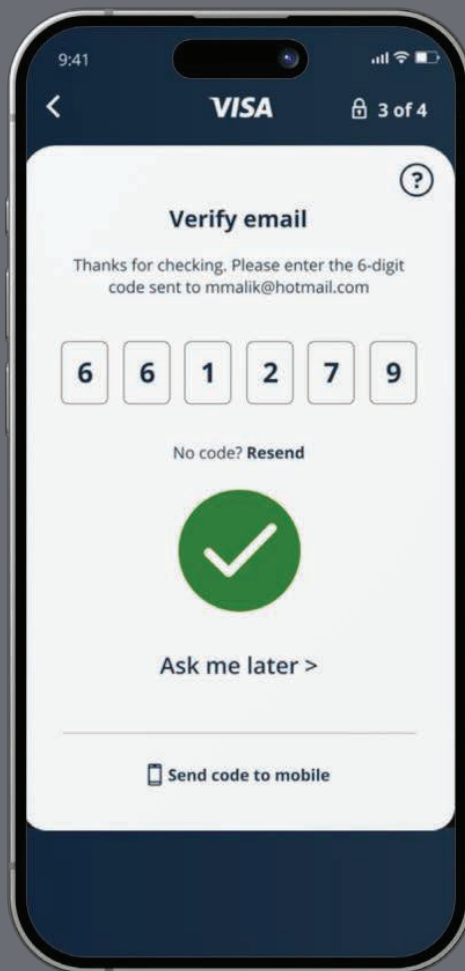 9:41
VISA
3 of 4
?
Verify email
Thanks for checking. Please enter the 6-digit
code sent to mmalik@hotmail.com
6 6 1 2 7 9
No code? Resend
Ask me later >
Send code to mobile